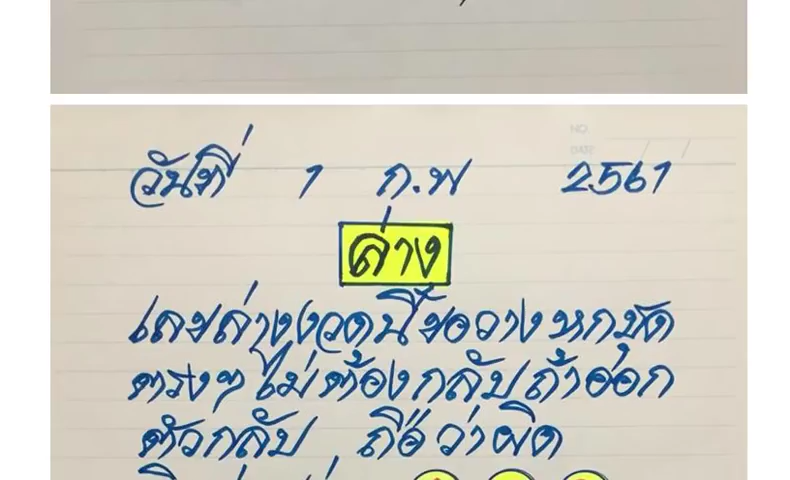 วันที่ 1 ก.พ 2561
ล่าง
เลขล่างงวดนี้ขอวางหกชุด
ตรงๆ ไม่ต้องกลับถ้าออก
ตัวกลับ ถือว่าผิด